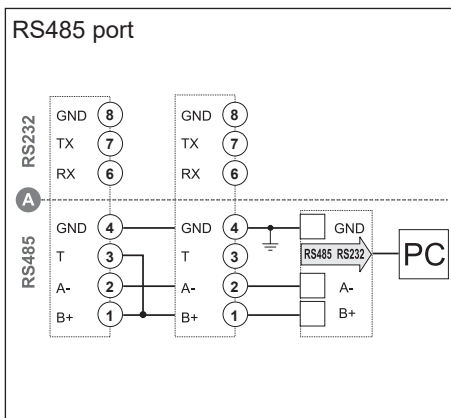 RS485 port
RS232
GND 8 GND 8
TX 7 TX 7
RX 6 RX 6
A
RS485
GND 4 GND 4 GND
T 3 T 3 RS485 RS232 PC
A- 2 A- 2 A-
B+ 1 B+ 1 B+